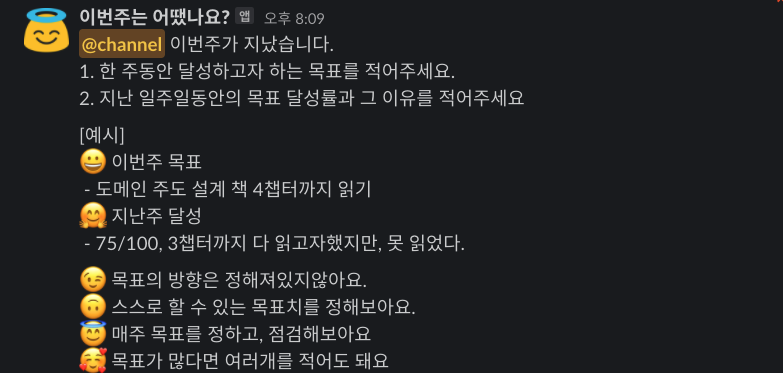 이번주는 어땠나요? 앱 오후 8:09
@channel 이번주가 지났습니다.
1. 한 주동안 달성하고자 하는 목표를 적어주세요.
2. 지난 일주일동안의 목표 달성률과 그 이유를 적어주세요
[예시]
😀 이번주 목표
- 도메인 주도 설계 책 4챕터까지 읽기
🤗 지난주 달성
- 75/100, 3챕터까지 다 읽고자했지만, 못 읽었다.
😉 목표의 방향은 정해져있지않아요.
🙃 스스로 할 수 있는 목표치를 정해보아요.
😇 매주 목표를 정하고, 점검해보아요
🥰 목표가 많다면 여러개를 적어도 돼요